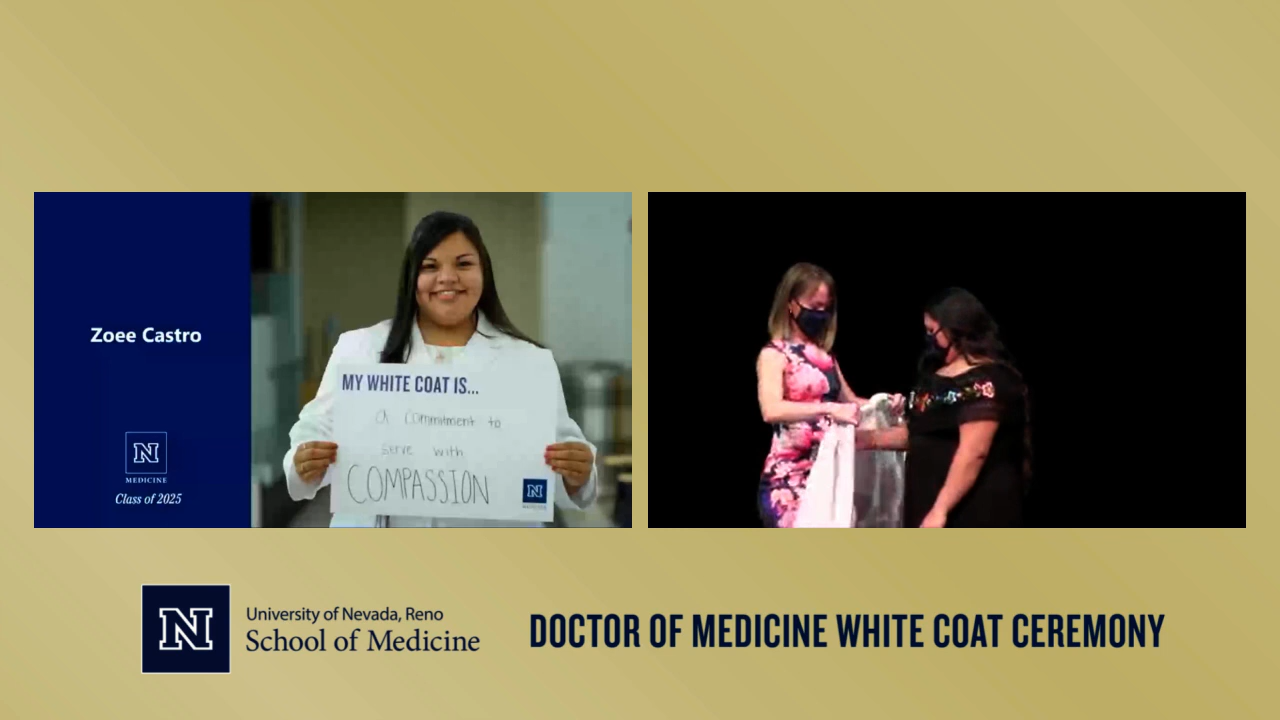 Zoee Castro
N
MEDICINE
Class of 2025
MY WHITE COAT IS...
a commitment to
serve with
COMPASSION
N
MEDICINE
N
University of Nevada, Reno
School of Medicine
DOCTOR OF MEDICINE WHITE COAT CEREMONY